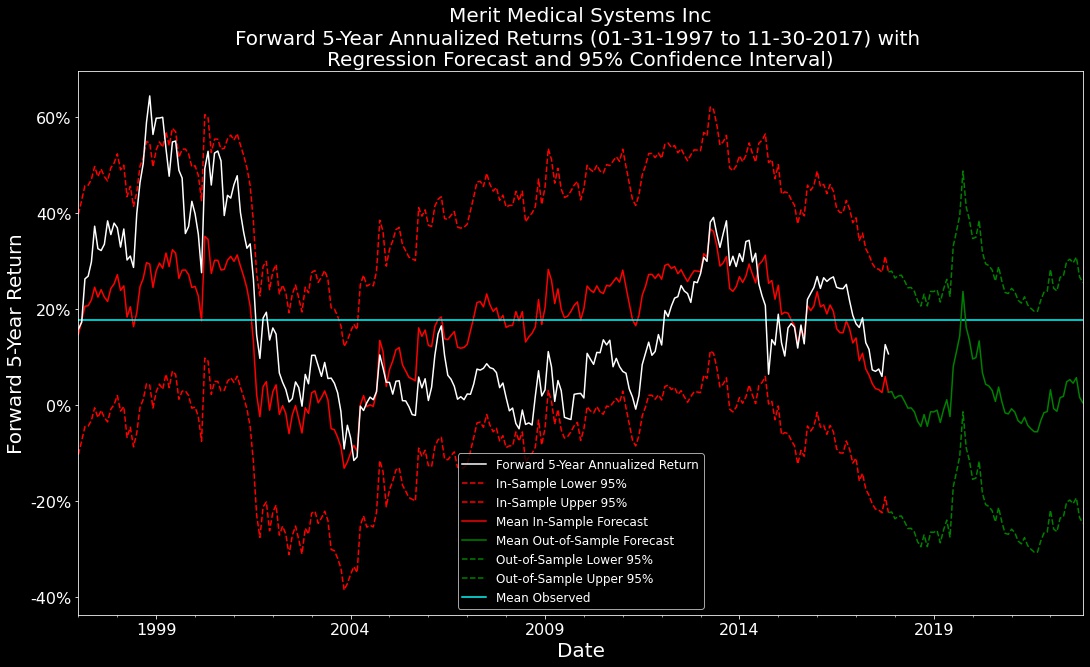 Merit Medical Systems Inc
Forward 5-Year Annualized Returns (01-31-1997 to 11-30-2017) with
Regression Forecast and 95% Confidence Interval)
Forward 5-Year Return
60%
40%
20%
0%
-20%
-40%
Forward 5-Year Annualized Return
In-Sample Lower 95%
In-Sample Upper 95%
Mean In-Sample Forecast
Mean Out-of-Sample Forecast
Out-of-Sample Lower 95%
Out-of-Sample Upper 95%
Mean Observed
1999 2004 2009 2014 2019
Date